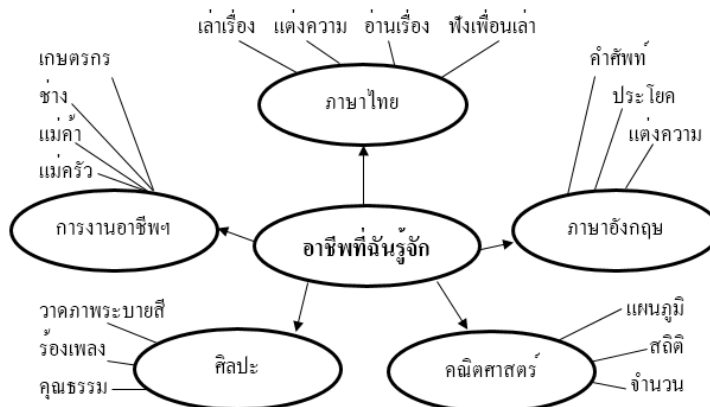 เล่าเรื่อง แต่งความ อ่านเรื่อง ฟังเพื่อนเล่า
ภาษาไทย
เกษตรกร
ช่าง
แม่ค้า
แม่ครัว
การงานอาชีพฯ
คำศัพท์
ประโยค
แต่งความ
ภาษาอังกฤษ
อาชีพที่ฉันรู้จัก
วาดภาพระบายสี
ร้องเพลง
คุณธรรม
ศิลปะ
แผนภูมิ
สถิติ
จำนวน
คณิตศาสตร์